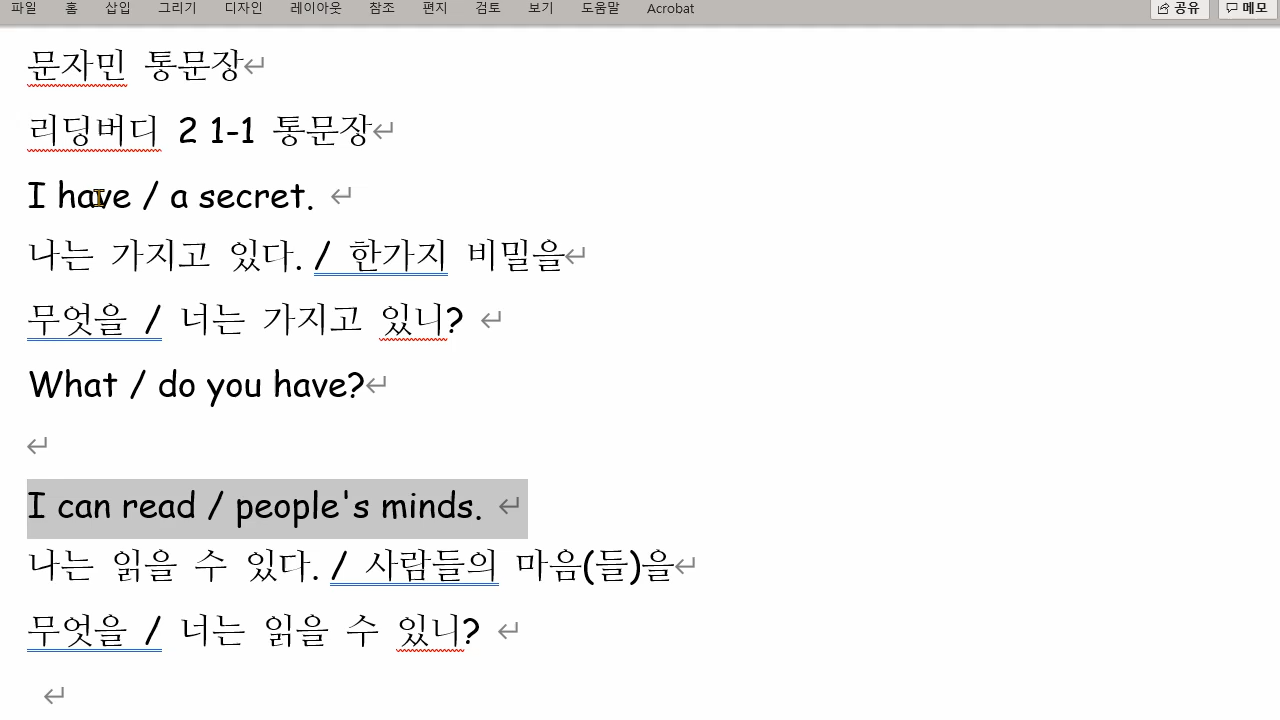 파일 홈 삽입 그리기 디자인 레이아웃 참조 편지 검토 보기 도움말 Acrobat 공유 메모
문자민 통문장
리딩버디 2 1-1 통문장
I have / a secret.
나는 가지고 있다. / 한가지 비밀을
무엇을 / 너는 가지고 있니?
What / do you have?
I can read / people's minds.
나는 읽을 수 있다. / 사람들의 마음(들)을
무엇을 / 너는 읽을 수 있니?